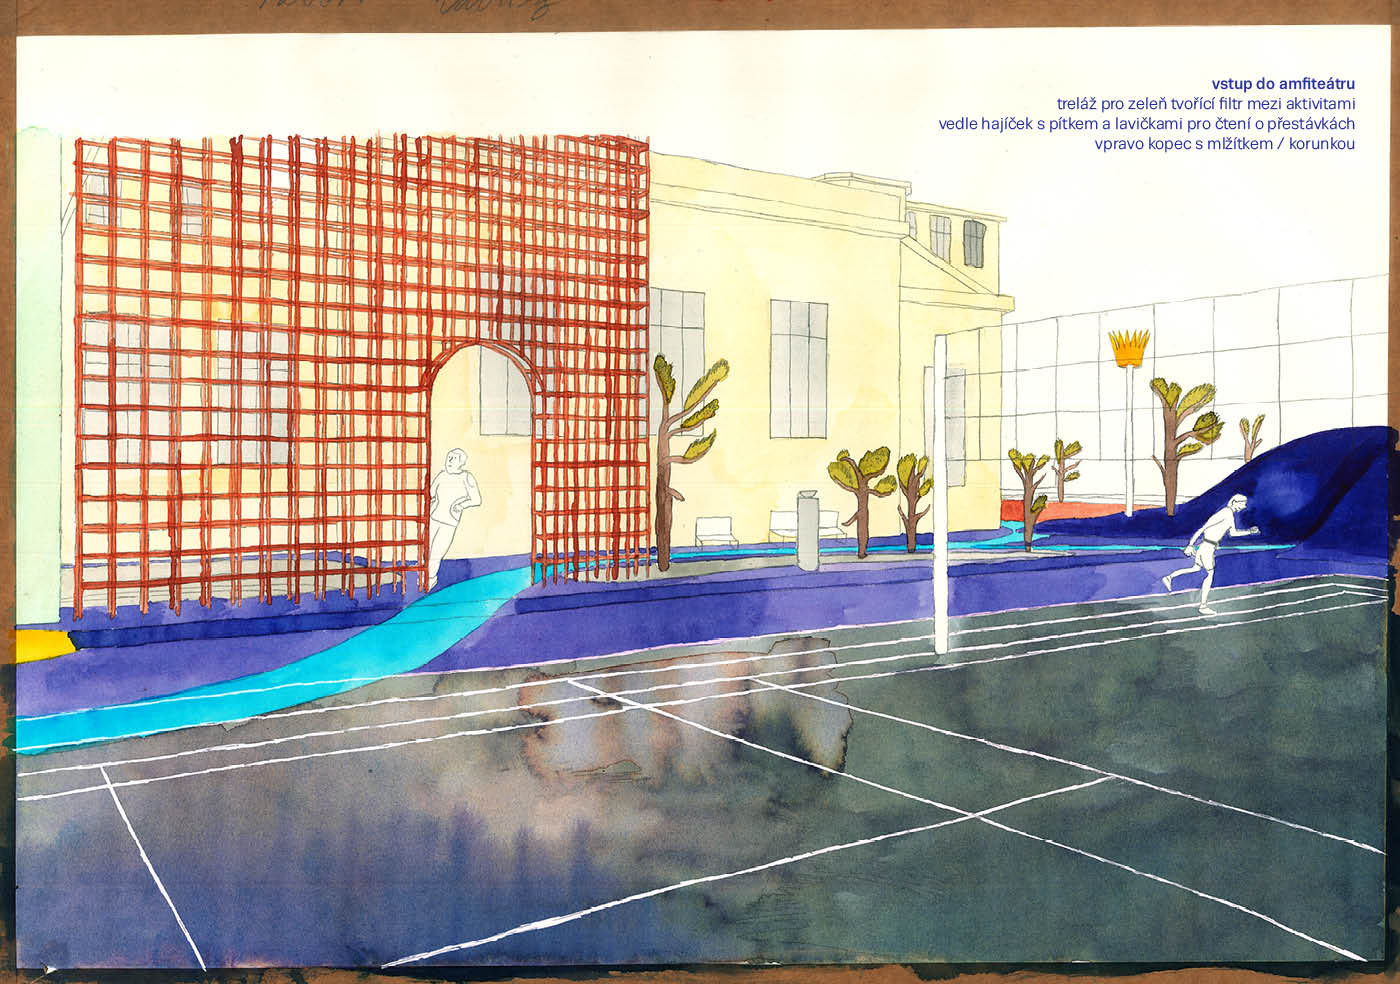 vstup do amfiteátru
treláž pro zeleň tvořící filtr mezi aktivitami
vedle hajíček s pítkem a lavičkami pro čtení o přestávkách
vpravo kopec s mlžítkem / korunkou